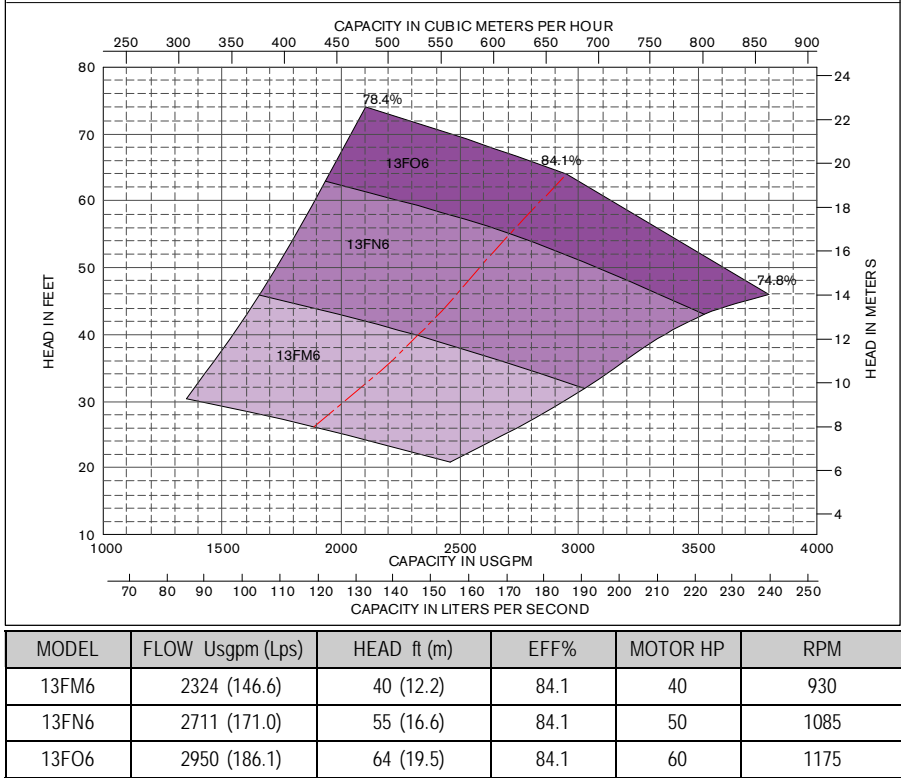 CAPACITY IN CUBIC METERS PER HOUR
250 300 350 400 450 500 550 600 650 700 750 800 850 900
80
70
60
50
40
30
20
10
HEAD IN FEET
24
22
20
18
16
14
12
10
8
6
4
HEAD IN METERS
78.4%
84.1%
74.8%
13FO6
13FN6
13FM6
1000 1500 2000 2500 3000 3500 4000
CAPACITY IN USGPM
70 80 90 100 110 120 130 140 150 160 170 180 190 200 210 220 230 240 250
CAPACITY IN LITERS PER SECOND
MODEL FLOW Usgpm (Lps) HEAD ft (m) EFF% MOTOR HP RPM
13FM6 2324 (146.6) 40 (12.2) 84.1 40 930
13FN6 2711 (171.0) 55 (16.6) 84.1 50 1085
13FO6 2950 (186.1) 64 (19.5) 84.1 60 1175